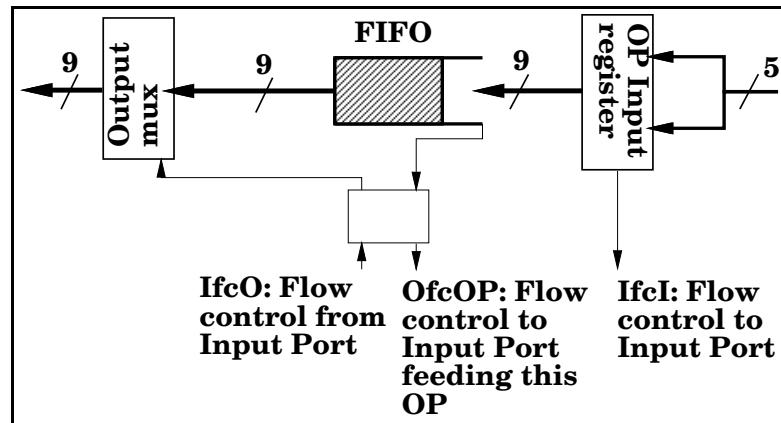 FIFO
9
9
9
5
Output
mux
OP Input
register
IfcO: Flow
control from
Input Port
OfcOP: Flow
control to
Input Port
feeding this
OP
IfcI: Flow
control to
Input Port